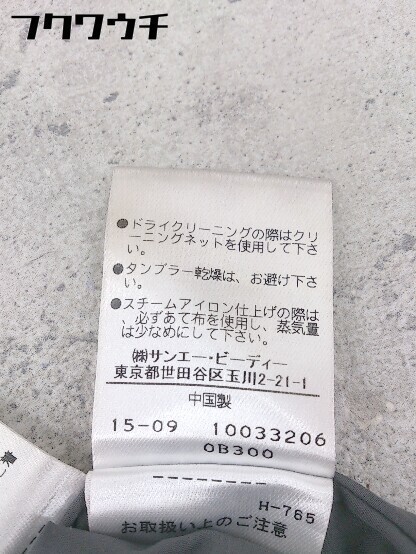 フクワウチ
●ドライクリーニングの際はクリ
ーニングネットを使用して下さ
い。
●タンブラー乾燥は、お避け下さ
い。
●スチームアイロン仕上げの際は
、必ずあて布を使用し、蒸気量
は少なめにして下さい。
㈱サンエー・ビーディー
東京都世田谷区玉川2-21-1
中国製
15-09 10033206
0B300
H-765
お取扱い上のご注意